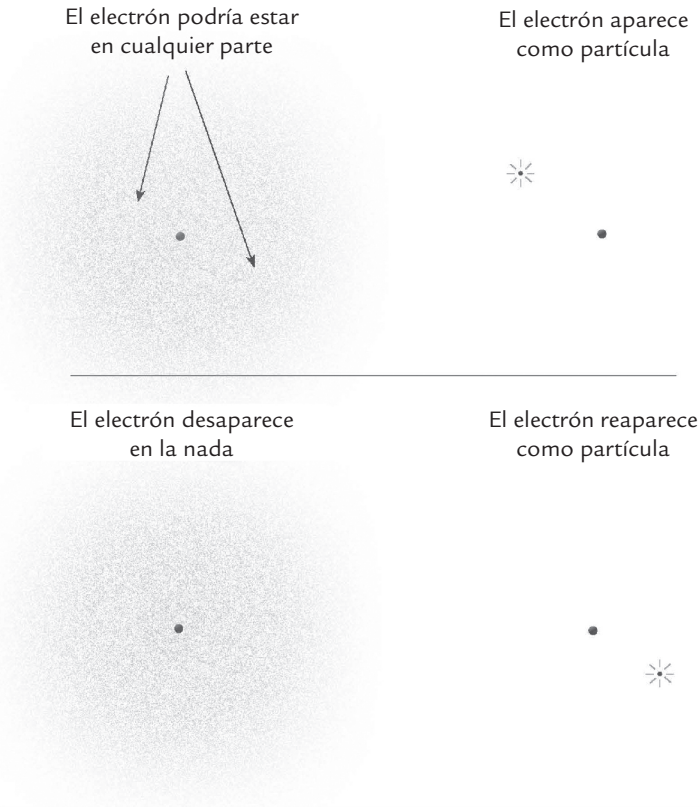 El electrón podría estar
en cualquier parte
El electrón aparece
como partícula
El electrón desaparece
en la nada
El electrón reaparece
como partícula